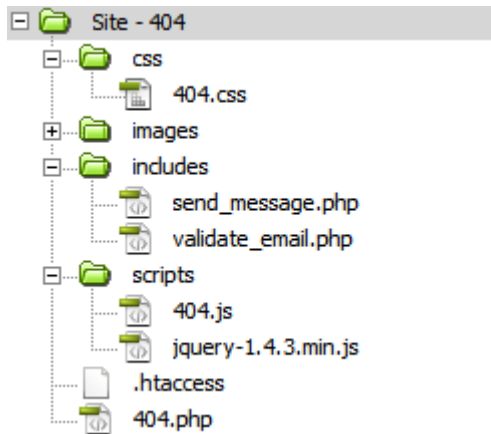 Site - 404
css
404.css
images
includes
send_message.php
validate_email.php
scripts
404.js
jquery-1.4.3.min.js
.htaccess
404.php